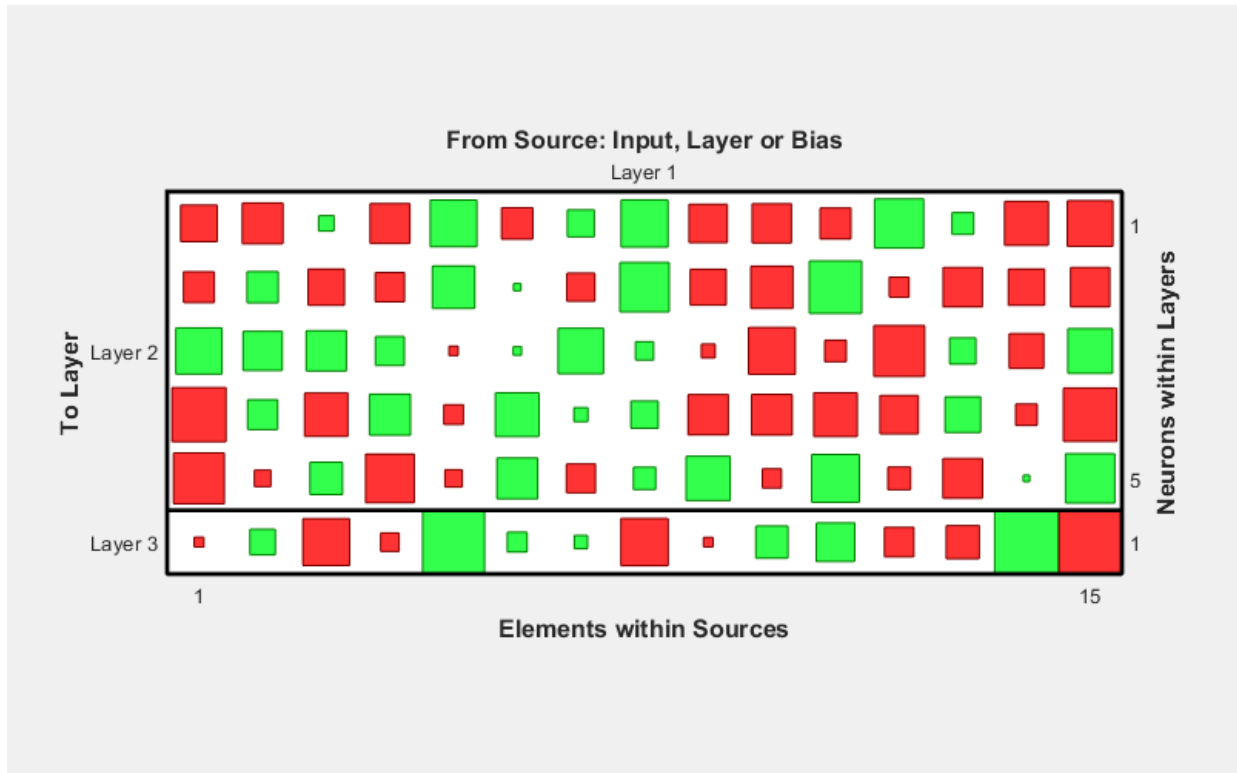 From Source: Input, Layer or Bias
Layer 1
1
Layer 2
5
Layer 3
1
1
15
Elements within Sources
To Layer
Neurons within Layers